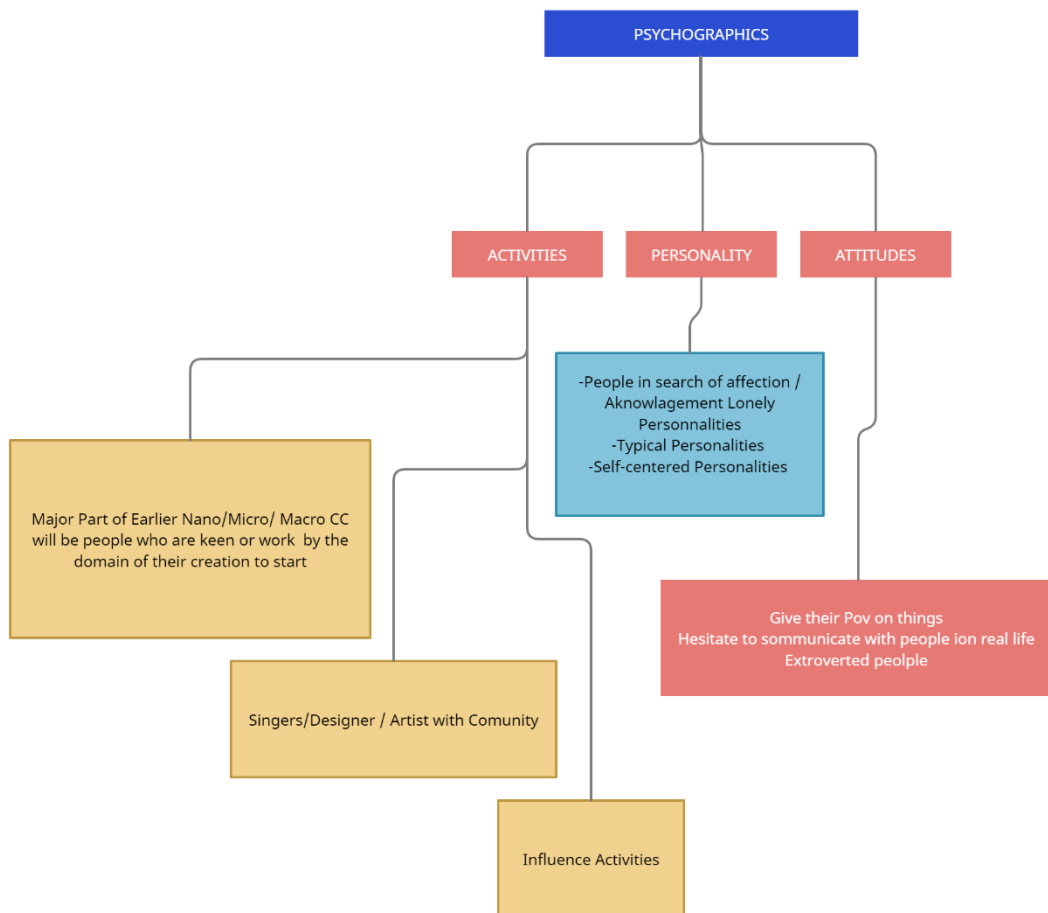 PSYCHOGRAPHICS
ACTIVITIES
PERSONALITY
ATTITUDES
-People in search of affection /
Aknowlagement Lonely
Personnalities
-Typical Personalities
-Self-centered Personalities
Major Part of Earlier Nano/Micro/ Macro CC
will be people who are keen or work by the
domain of their creation to start
Give their Pov on things
Hesitate to sommunicate with people ion real life
Extroverted peolple
Singers/Designer / Artist with Comunity
Influence Activities